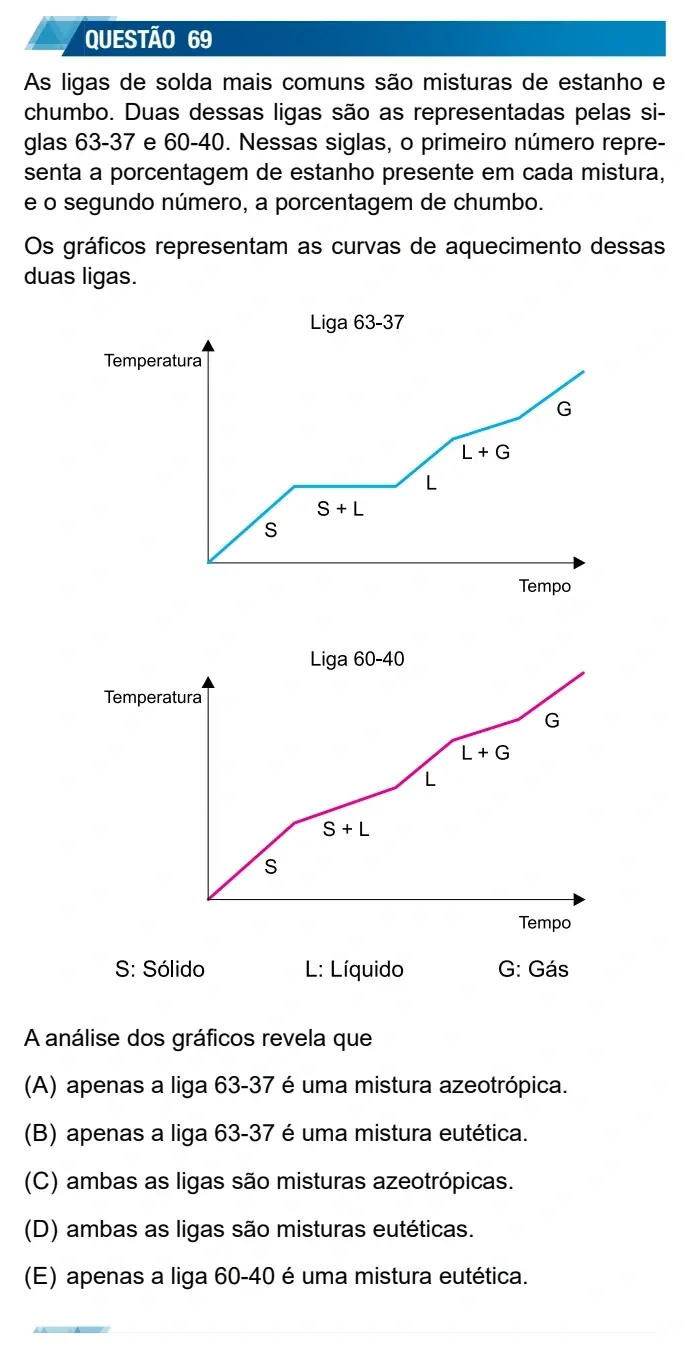 QUESTÃO 69
As ligas de solda mais comuns são misturas de estanho e
chumbo. Duas dessas ligas são as representadas pelas si-
glas 63-37 e 60-40. Nessas siglas, o primeiro número repre-
senta a porcentagem de estanho presente em cada mistura,
e o segundo número, a porcentagem de chumbo.
Os gráficos representam as curvas de aquecimento dessas
duas ligas.
Liga 63-37
Temperatura
G
L + G
L
S + L
S
Tempo
Liga 60-40
Temperatura
G
L + G
L
S + L
S
Tempo
S: Sólido L: Líquido G: Gás
A análise dos gráficos revela que
(A) apenas a liga 63-37 é uma mistura azeotrópica.
(B) apenas a liga 63-37 é uma mistura eutética.
(C) ambas as ligas são misturas azeotrópicas.
(D) ambas as ligas são misturas eutéticas.
(E) apenas a liga 60-40 é uma mistura eutética.